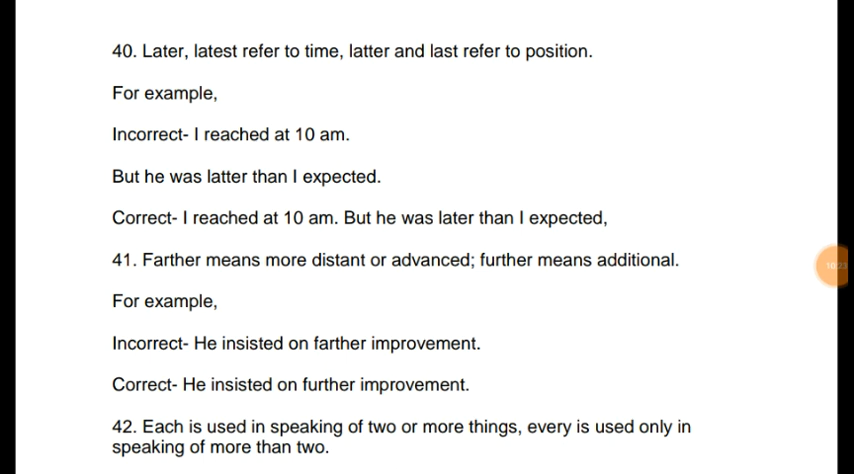 40. Later, latest refer to time, latter and last refer to position.
For example,
Incorrect- I reached at 10 am.
But he was latter than I expected.
Correct- I reached at 10 am. But he was later than I expected,
41. Farther means more distant or advanced; further means additional.
For example,
Incorrect- He insisted on farther improvement.
Correct- He insisted on further improvement.
42. Each is used in speaking of two or more things, every is used only in
speaking of more than two.